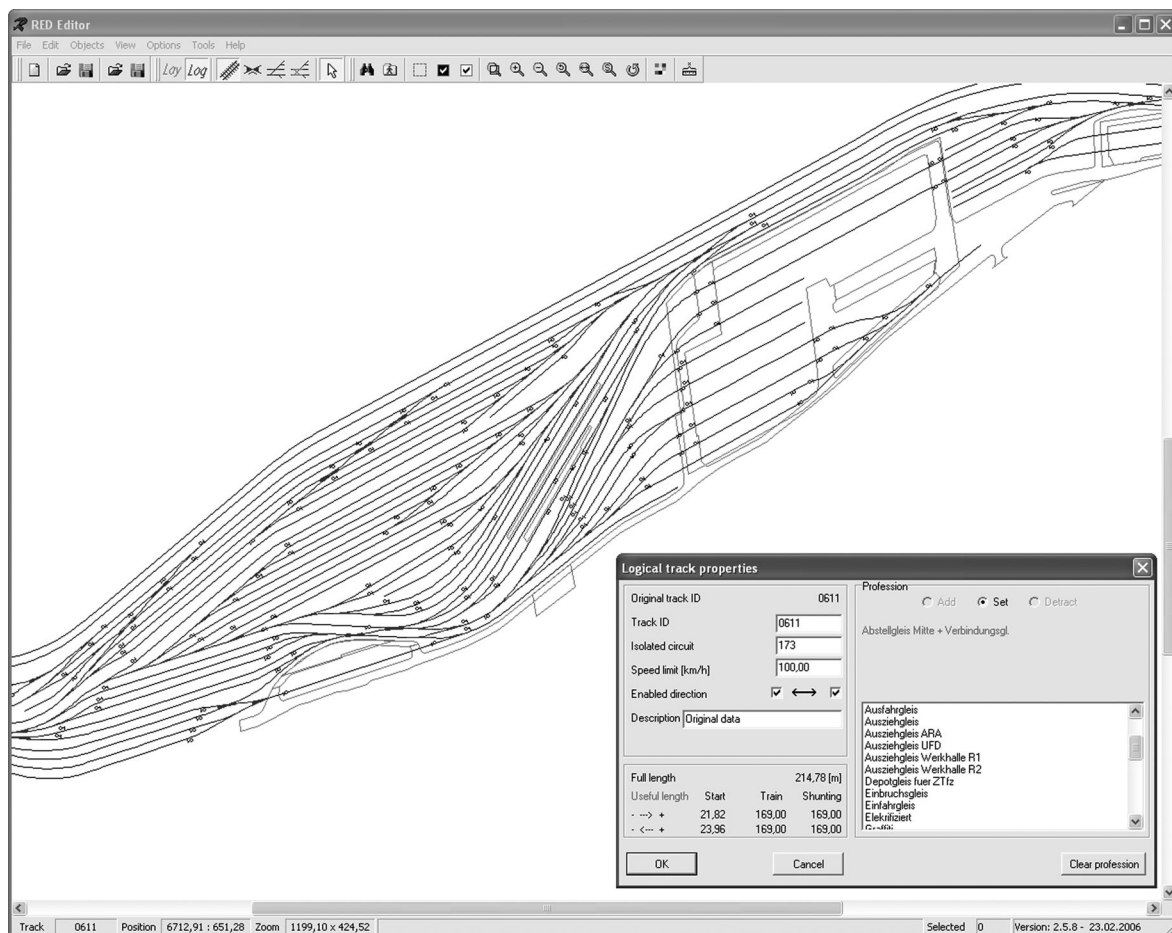 RED Editor
File Edit Objects View Options Tools Help
Lay Log
Logical track properties
Original track ID 0611
Track ID 0611
Isolated circuit 173
Speed limit [km/h] 100,00
Enabled direction
Description Original data
Full length 214,78 [m]
Useful length Start Train Shunting
- ---> + 21,82 169,00 169,00
- <--- + 23,96 169,00 169,00
OK Cancel
Profession
Add Set Detract
Abstellgleis Mitte + Verbindungsgl.
Ausfahrgleis
Ausziehgleis
Ausziehgleis ARA
Ausziehgleis UFD
Ausziehgleis Werkhalle R1
Ausziehgleis Werkhalle R2
Depotgleis fuer ZTfz
Einbruchsgleis
Einfahrgleis
Elekrifiziert
Graffiti
Clear profession
Track 0611 Position 6712,91 : 651,28 Zoom 1199,10 x 424,52 Selected 0 Version: 2.5.8 - 23.02.2006